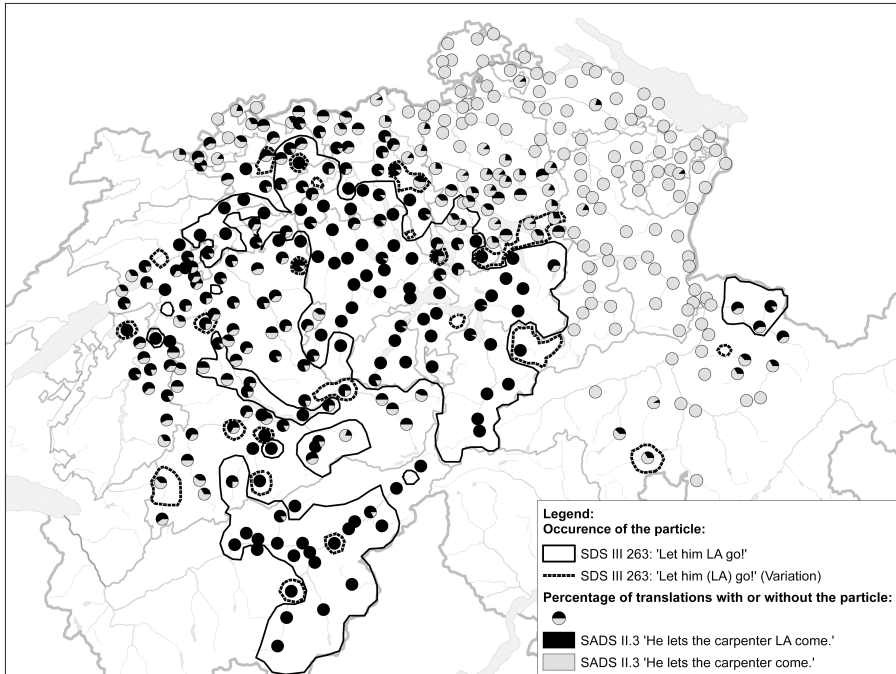 Legend:
Occurence of the particle:
SDS III 263: 'Let him LA go!'
SDS III 263: 'Let him (LA) go!' (Variation)
Percentage of translations with or without the particle:
SADS II.3 'He lets the carpenter LA come.'
SADS II.3 'He lets the carpenter come.'